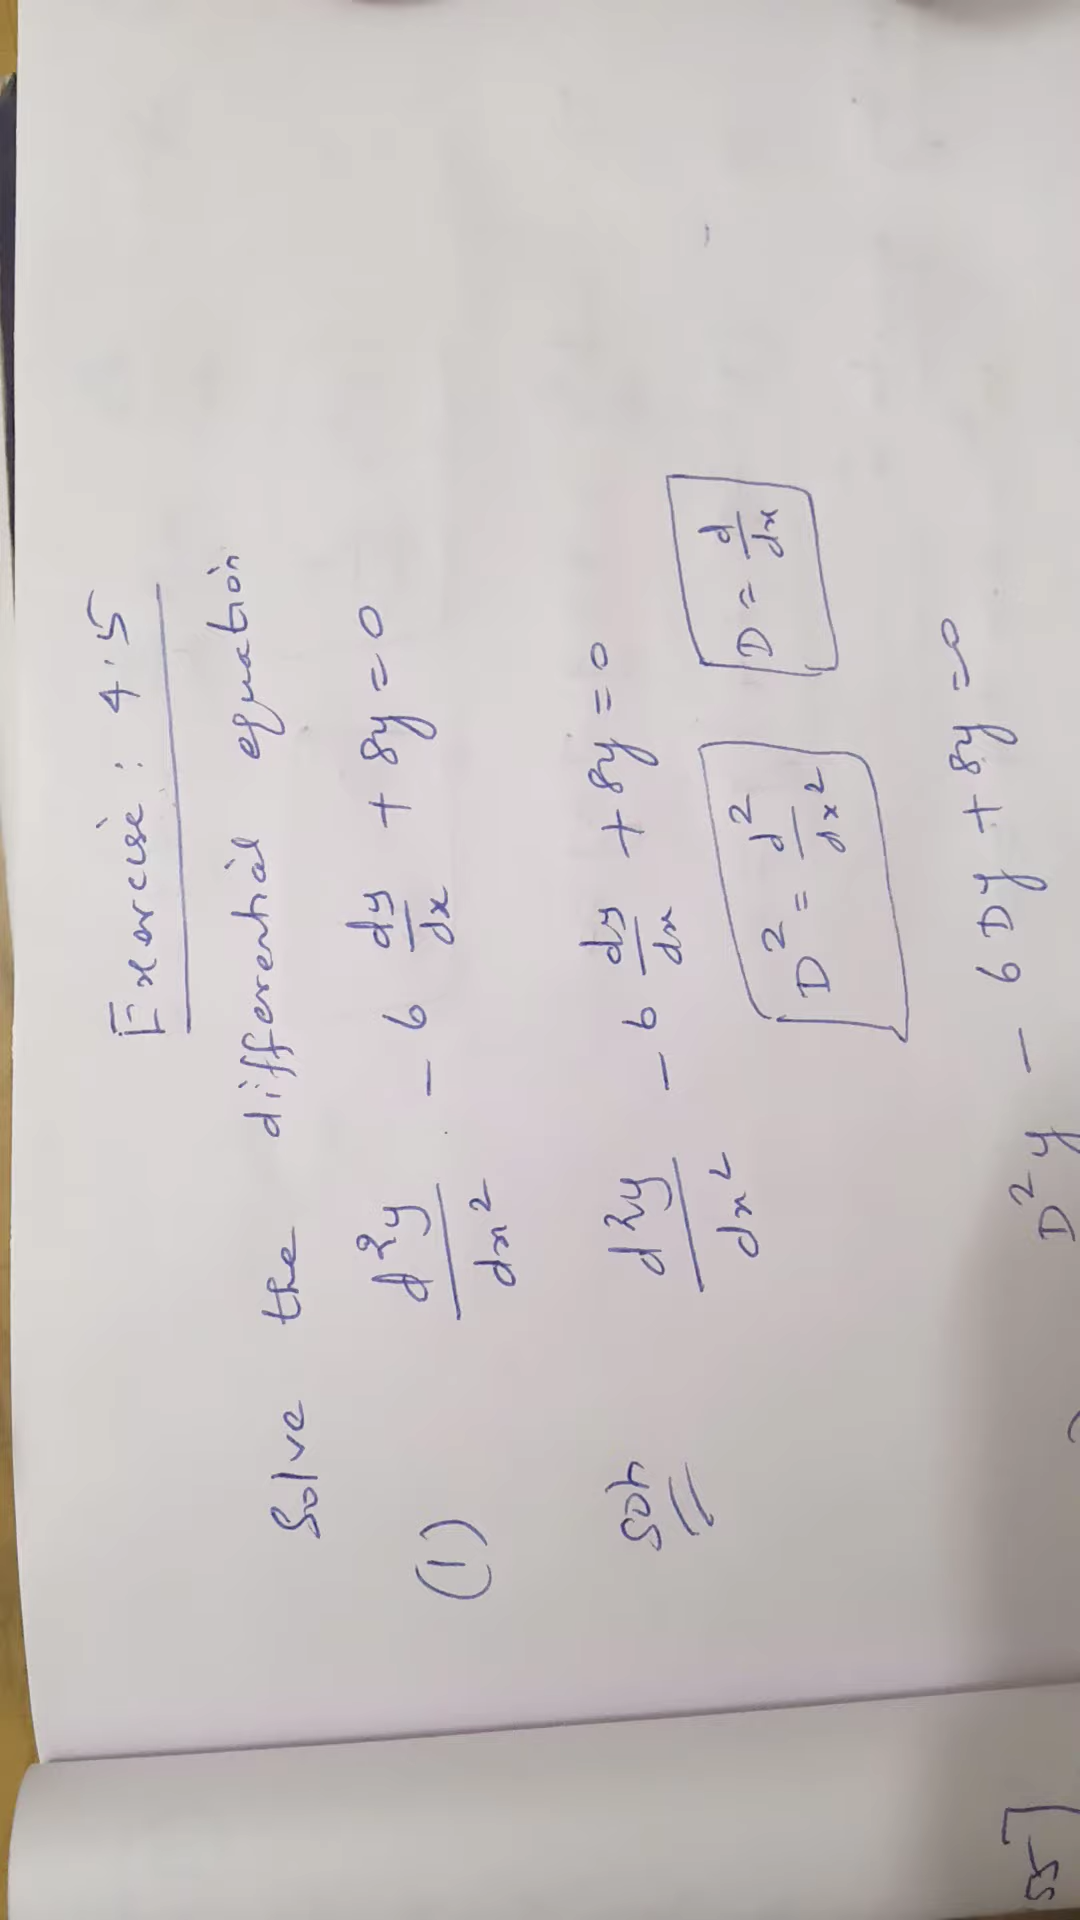 Exercise : 4.5
Solve the differential equation
(1) d²y/dx² - 6 dy/dx + 8y = 0
Soln d²y/dx² - 6 dy/dx + 8y = 0
D² = d²/dx² D = d/dx
D²y - 6Dy + 8y = 0
55